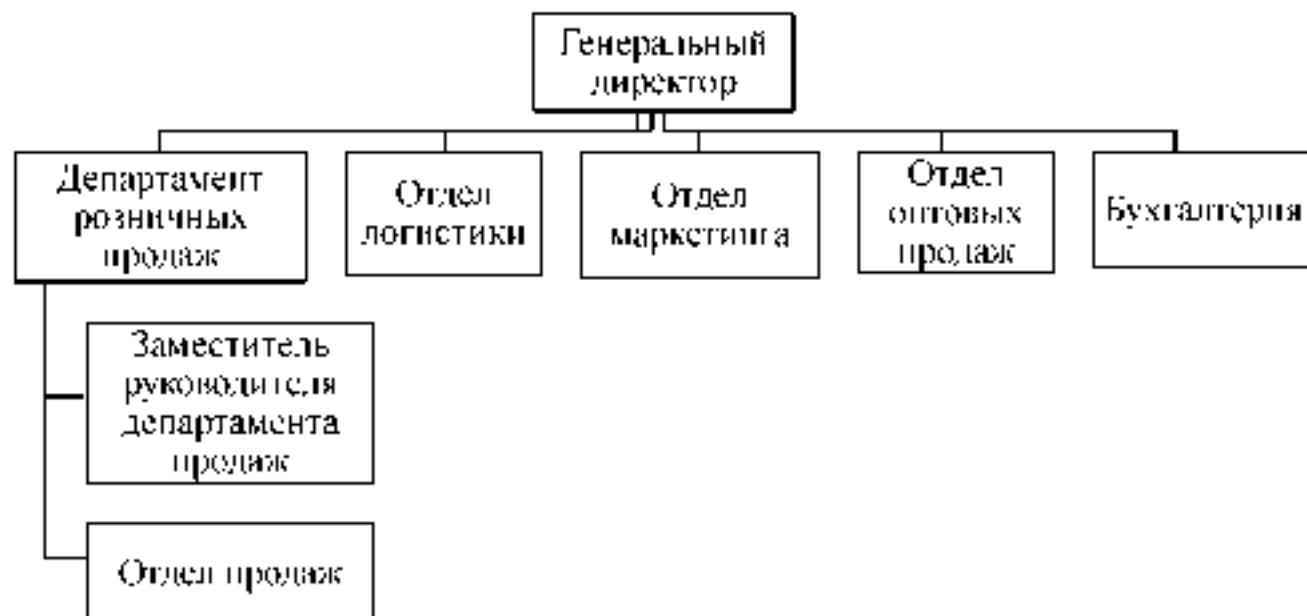 Генеральный
директор
Департамент
розничных
продаж
Отдел
логистики
Отдел
маркетинга
Отдел
оптовых
продаж
Бухгалтерия
Заместитель
руководителя
департамента
продаж
Отдел продаж